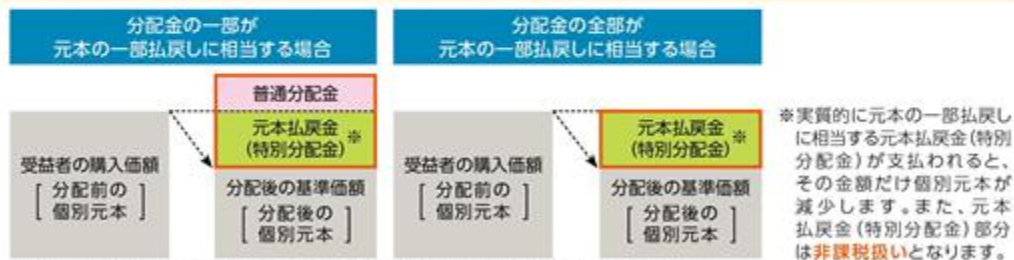 分配金の一部が
元本の一部払戻しに相当する場合
普通分配金
元本払戻金
(特別分配金)※
受益者の購入価額
[ 分配前の
個別元本 ]
分配後の基準価額
[ 分配後の
個別元本 ]
分配金の全部が
元本の一部払戻しに相当する場合
元本払戻金
(特別分配金)※
受益者の購入価額
[ 分配前の
個別元本 ]
分配後の基準価額
[ 分配後の
個別元本 ]
※実質的に元本の一部払戻し
に相当する元本払戻金(特別
分配金)が支払われると、
その金額だけ個別元本が
減少します。また、元本
払戻金(特別分配金)部分
は非課税扱いとなります。